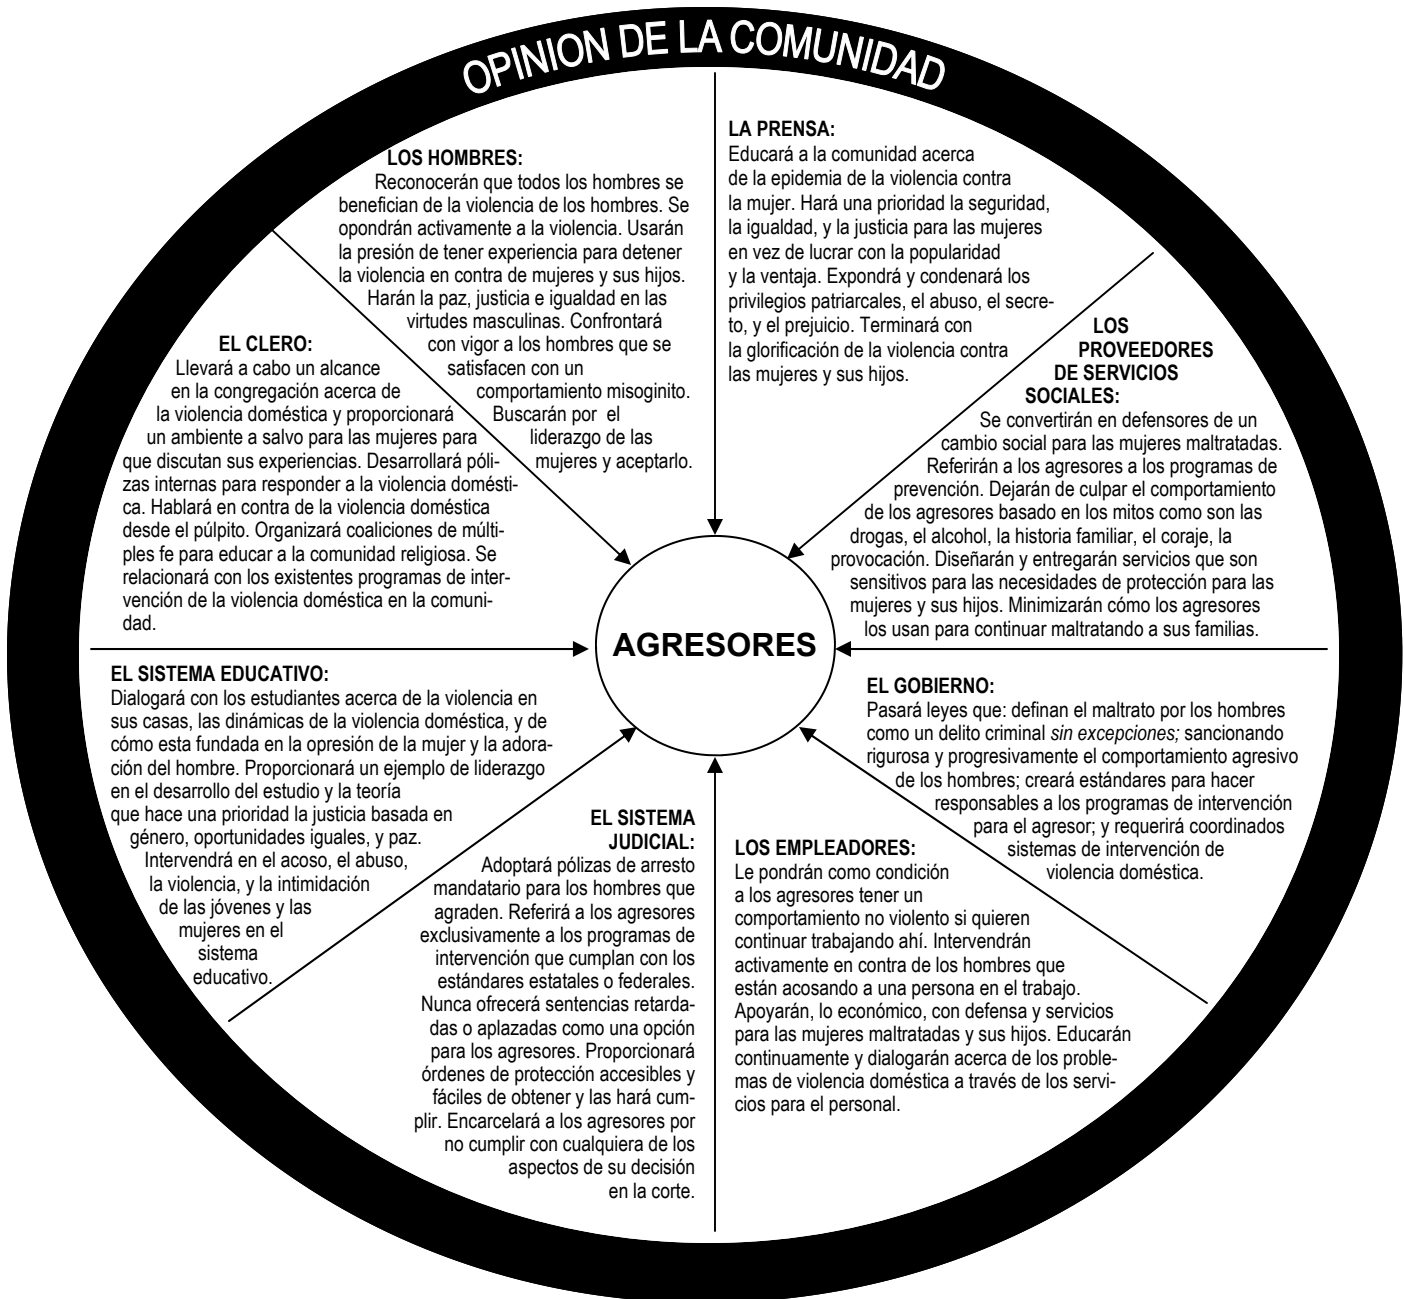 OPINION DE LA COMUNIDAD
LOS HOMBRES:
Reconocerán que todos los hombres se
benefician de la violencia de los hombres. Se
opondrán activamente a la violencia. Usarán
la presión de tener experiencia para detener
la violencia en contra de mujeres y sus hijos.
Harán la paz, justicia e igualdad en las
virtudes masculinas. Confrontará
con vigor a los hombres que se
satisfacen con un
comportamiento misoginito.
Buscarán por el
liderazgo de las
mujeres y aceptarlo.
LA PRENSA:
Educará a la comunidad acerca
de la epidemia de la violencia contra
la mujer. Hará una prioridad la seguridad,
la igualdad, y la justicia para las mujeres
en vez de lucrar con la popularidad
y la ventaja. Expondrá y condenará los
privilegios patriarcales, el abuso, el secre-
to, y el prejuicio. Terminará con
la glorificación de la violencia contra
las mujeres y sus hijos.
LOS
PROVEEDORES
DE SERVICIOS
SOCIALES:
Se convertirán en defensores de un
cambio social para las mujeres maltratadas.
Referirán a los agresores a los programas de
prevención. Dejarán de culpar el comportamiento
de los agresores basado en los mitos como son las
drogas, el alcohol, la historia familiar, el coraje, la
provocación. Diseñarán y entregarán servicios que son
sensitivos para las necesidades de protección para las
mujeres y sus hijos. Minimizarán cómo los agresores
los usan para continuar maltratando a sus familias.
EL CLERO:
Llevará a cabo un alcance
en la congregación acerca de
la violencia doméstica y proporcionará
un ambiente a salvo para las mujeres para
que discutan sus experiencias. Desarrollará póli-
zas internas para responder a la violencia domésti-
ca. Hablará en contra de la violencia doméstica
desde el púlpito. Organizará coaliciones de múlti-
ples fe para educar a la comunidad religiosa. Se
relacionará con los existentes programas de inter-
vención de la violencia doméstica en la comuni-
dad.
AGRESORES
EL SISTEMA EDUCATIVO:
Dialogará con los estudiantes acerca de la violencia en
sus casas, las dinámicas de la violencia doméstica, y de
cómo esta fundada en la opresión de la mujer y la adora-
ción del hombre. Proporcionará un ejemplo de liderazgo
en el desarrollo del estudio y la teoría
que hace una prioridad la justicia basada en
género, oportunidades iguales, y paz.
Intervendrá en el acoso, el abuso,
la violencia, y la intimidación
de las jóvenes y las
mujeres en el
sistema
educativo.
EL GOBIERNO:
Pasará leyes que: definan el maltrato por los hombres
como un delito criminal sin excepciones; sancionando
rigurosa y progresivamente el comportamiento agresivo
de los hombres; creará estándares para hacer
responsables a los programas de intervención
para el agresor; y requerirá coordinados
sistemas de intervención de
violencia doméstica.
EL SISTEMA
JUDICIAL:
Adoptará pólizas de arresto
mandatario para los hombres que
agraden. Referirá a los agresores
exclusivamente a los programas de
intervención que cumplan con los
estándares estatales o federales.
Nunca ofrecerá sentencias retarda-
das o aplazadas como una opción
para los agresores. Proporcionará
órdenes de protección accesibles y
fáciles de obtener y las hará cum-
plir. Encarcelará a los agresores por
no cumplir con cualquiera de los
aspectos de su decisión
en la corte.
LOS EMPLEADORES:
Le pondrán como condición
a los agresores tener un
comportamiento no violento si quieren
continuar trabajando ahí. Intervendrán
activamente en contra de los hombres que
están acosando a una persona en el trabajo.
Apoyarán, lo económico, con defensa y servicios
para las mujeres maltratadas y sus hijos. Educarán
continuamente y dialogarán acerca de los proble-
mas de violencia doméstica a través de los servi-
cios para el personal.